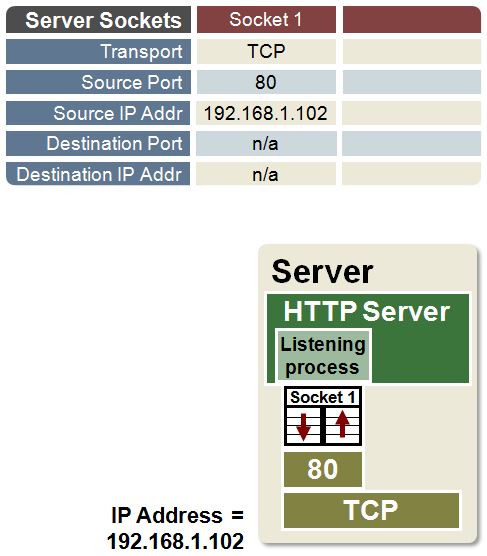 Server Sockets Socket 1
Transport TCP
Source Port 80
Source IP Addr 192.168.1.102
Destination Port n/a
Destination IP Addr n/a
Server
HTTP Server
Listening
process
Socket 1
80
TCP
IP Address =
192.168.1.102